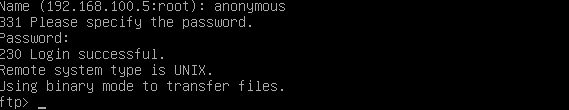 Name (192.168.100.5:root): anonymous
331 Please specify the password.
Password:
230 Login successful.
Remote system type is UNIX.
Using binary mode to transfer files.
ftp> _